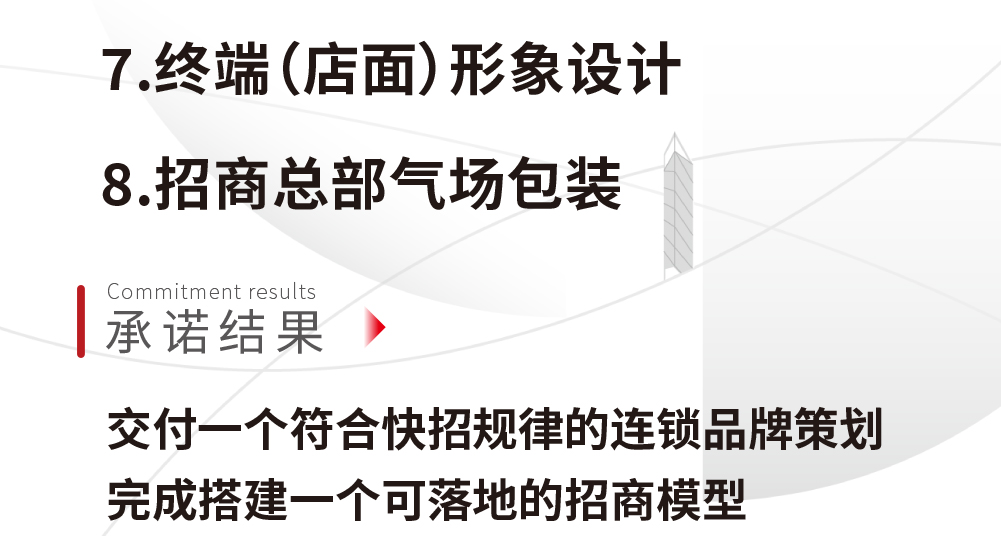 7.终端（店面）形象设计
8.招商总部气场包装
Commitment results
承诺结果
交付一个符合快招规律的连锁品牌策划
完成搭建一个可落地的招商模型